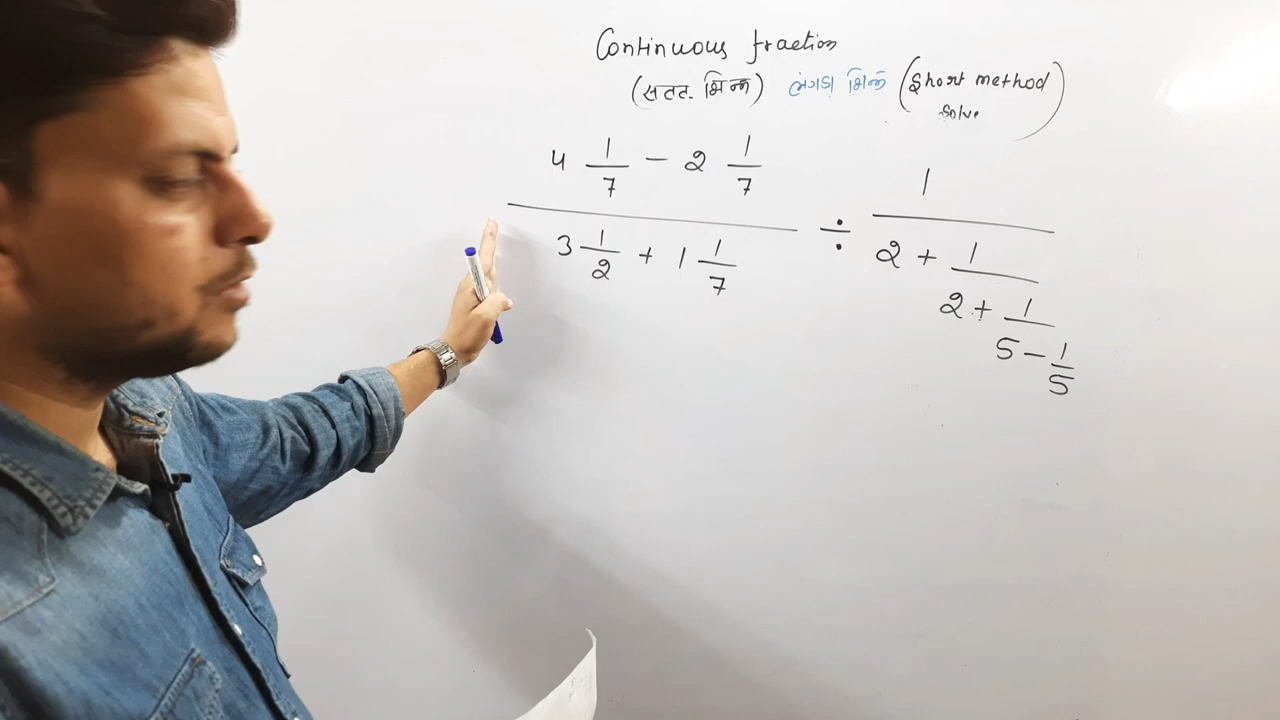 Continuous fraction
(सतत. भिन्न) लंगडा भिन्न (Short method
solve)
4 1/7 − 2 1/7
3 1/2 + 1 1/7
÷
1
2 + 1
2 + 1
5 − 1/5